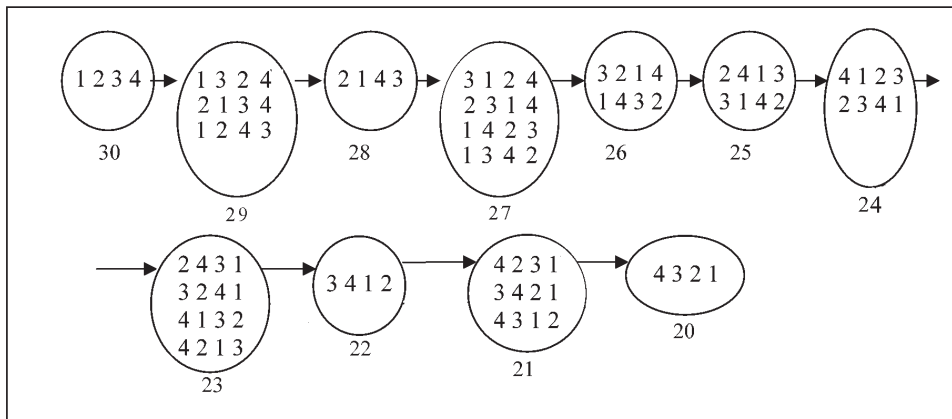 1 2 3 4
30
1 3 2 4
2 1 3 4
1 2 4 3
29
2 1 4 3
28
3 1 2 4
2 3 1 4
1 4 2 3
1 3 4 2
27
3 2 1 4
1 4 3 2
26
2 4 1 3
3 1 4 2
25
4 1 2 3
2 3 4 1
24
2 4 3 1
3 2 4 1
4 1 3 2
4 2 1 3
23
3 4 1 2
22
4 2 3 1
3 4 2 1
4 3 1 2
21
4 3 2 1
20